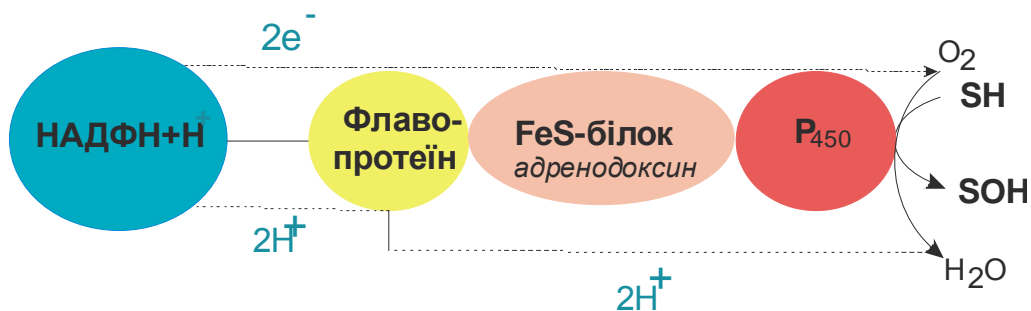 2e⁻
O₂
SH
НАДФН+Н⁺
Флаво-
протеїн
FeS-білок
адренодоксин
P₄₅₀
SOH
2H⁺
2H⁺
H₂O